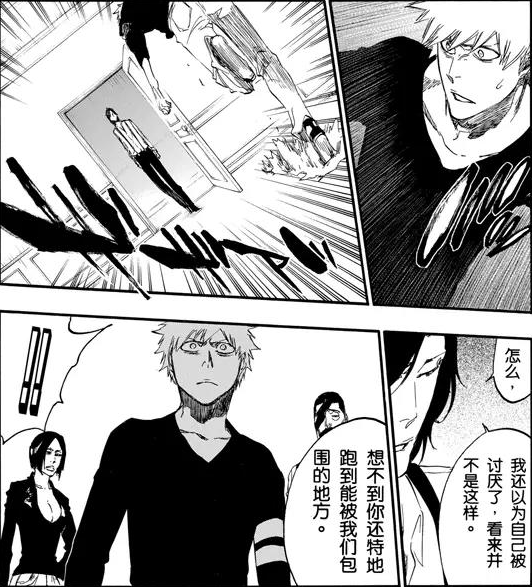 怎么，
我还以为自己被
讨厌了，看来并
不是这样。
想不到你还特地
跑到能被我们包
围的地方。
!!